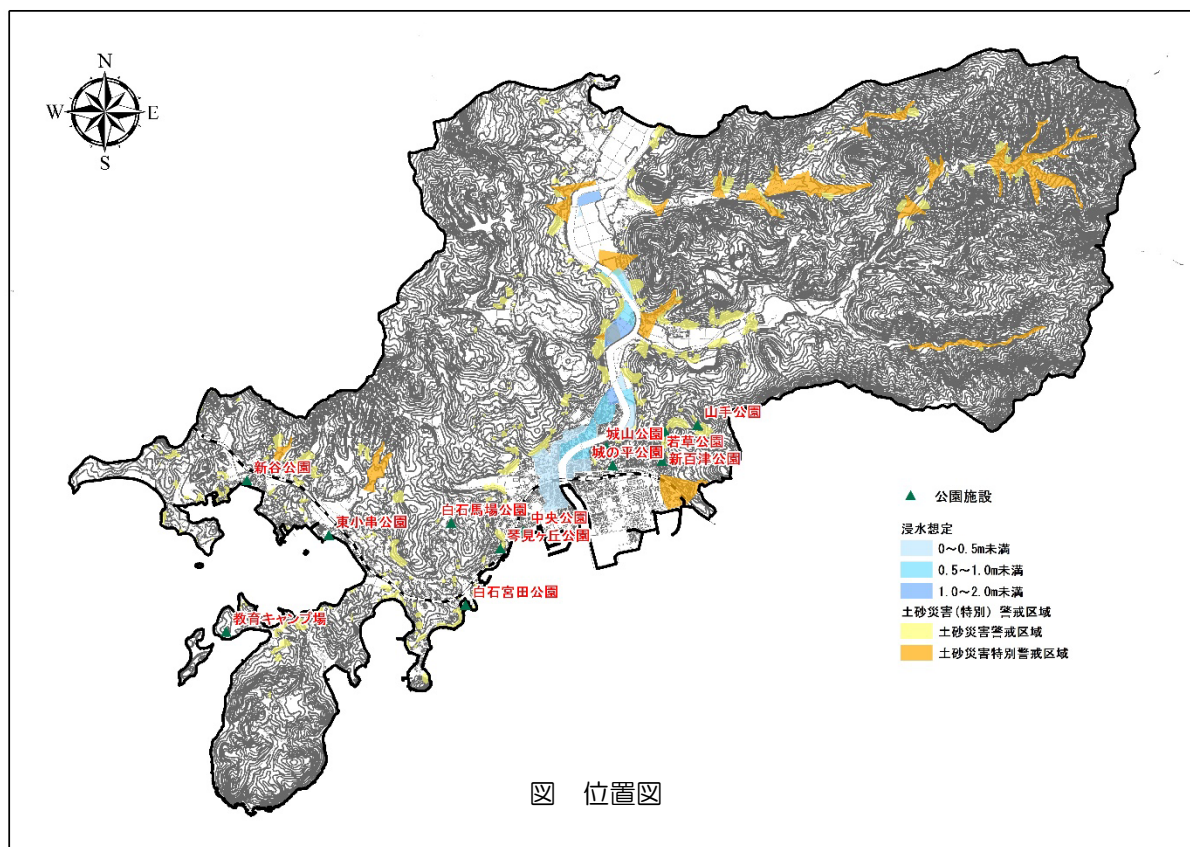 N
W
E
S
山手公園
城山公園
若草公園
城の平公園
新百津公園
新谷公園
東小串公園
白石馬場公園
中央公園
琴見ヶ丘公園
白石宮田公園
教育キャンプ場
公園施設
浸水想定
0～0.5m未満
0.5～1.0m未満
1.0～2.0m未満
土砂災害(特別) 警戒区域
土砂災害警戒区域
土砂災害特別警戒区域
図 位置図